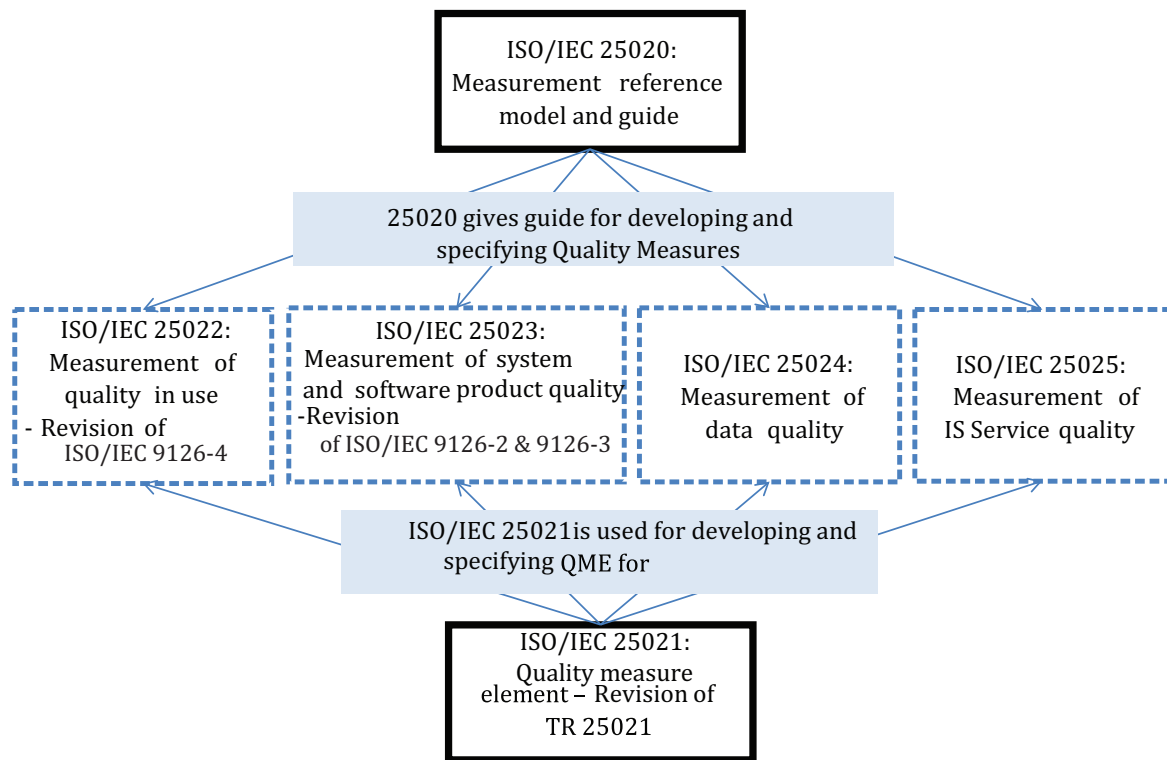 ISO/IEC 25020:
Measurement reference
model and guide
25020 gives guide for developing and
specifying Quality Measures
ISO/IEC 25022:
Measurement of
quality in use
- Revision of
ISO/IEC 9126-4
ISO/IEC 25023:
Measurement of system
and software product quality
-Revision
of ISO/IEC 9126-2 & 9126-3
ISO/IEC 25024:
Measurement of
data quality
ISO/IEC 25025:
Measurement of
IS Service quality
ISO/IEC 25021is used for developing and
specifying QME for
ISO/IEC 25021:
Quality measure
element – Revision of
TR 25021